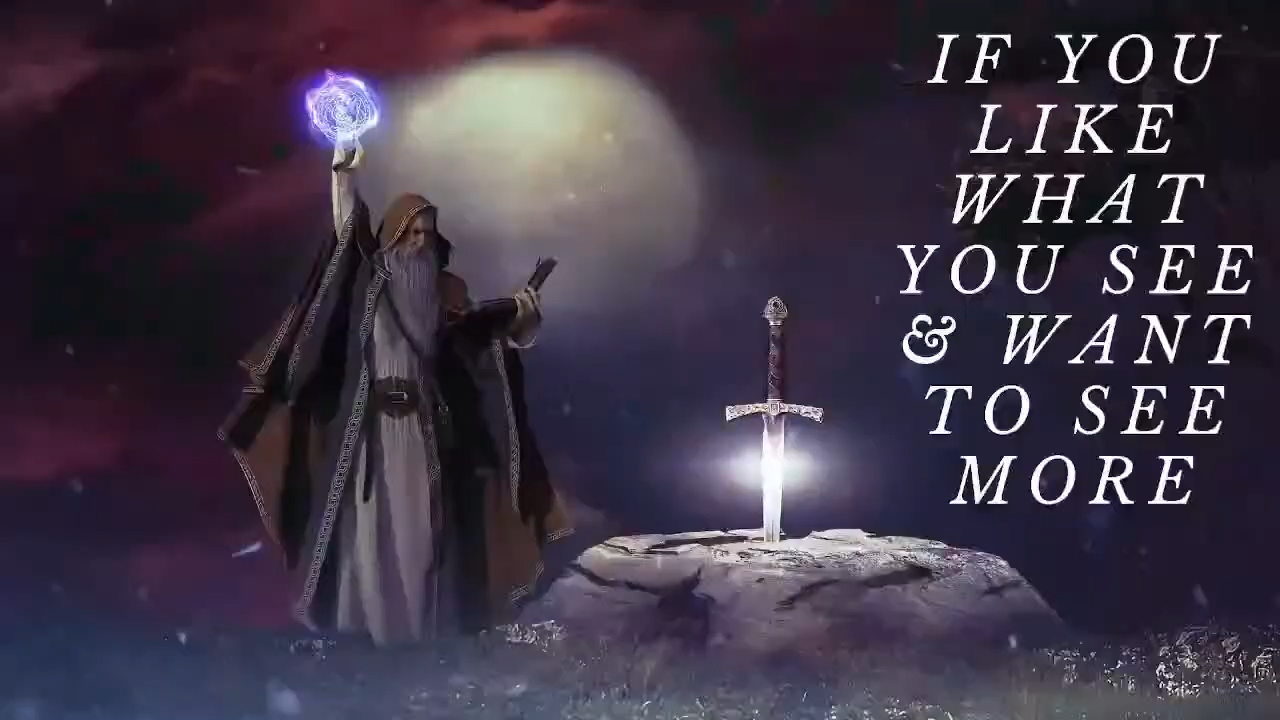 IF YOU
LIKE
WHAT
YOU SEE
& WANT
TO SEE
MORE